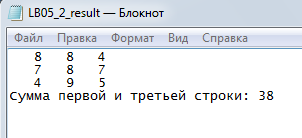 LB05_2_result — Блокнот
Файл Правка Формат Вид Справка
8 8 4
7 8 7
4 9 5
Сумма первой и третьей строки: 38